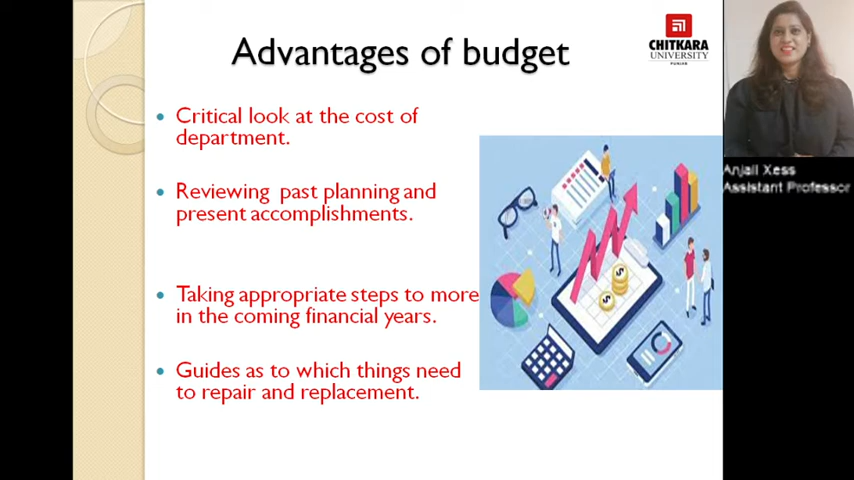 Advantages of budget
CHITKARA
UNIVERSITY
PUNJAB
Anjali Xess
Assistant Professor
• Critical look at the cost of
department.
• Reviewing past planning and
present accomplishments.
• Taking appropriate steps to more
in the coming financial years.
• Guides as to which things need
to repair and replacement.